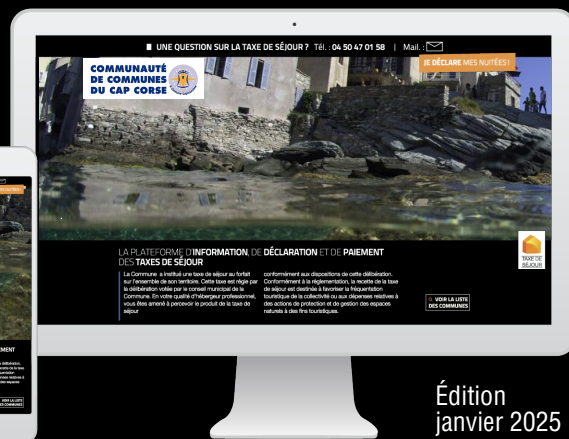 UNE QUESTION SUR LA TAXE DE SÉJOUR ? Tél. : 04 50 47 01 58 | Mail. :
JE DÉCLARE MES NUITÉES !
COMMUNAUTÉ
DE COMMUNES
DU CAP CORSE
LA PLATEFORME D'INFORMATION, DE DÉCLARATION ET DE PAIEMENT
DES TAXES DE SÉJOUR
La Commune a institué une taxe de séjour au forfait
sur l'ensemble de son territoire. Cette taxe est régie par
la délibération votée par le conseil municipal de la
Commune. En votre qualité d'hébergeur professionnel,
vous êtes amené à percevoir le produit de la taxe de
séjour
conformément aux dispositions de cette délibération.
Conformément à la réglementation, la recette de la taxe
de séjour est destinée à favoriser la fréquentation
touristique de la collectivité ou aux dépenses relatives à
des actions de protection et de gestion des espaces
naturels à des fins touristiques.
TAXE DE
SÉJOUR
VOIR LA LISTE
DES COMMUNES
EMENT
VOIR LA LISTE
DES COMMUNES
Édition
janvier 2025